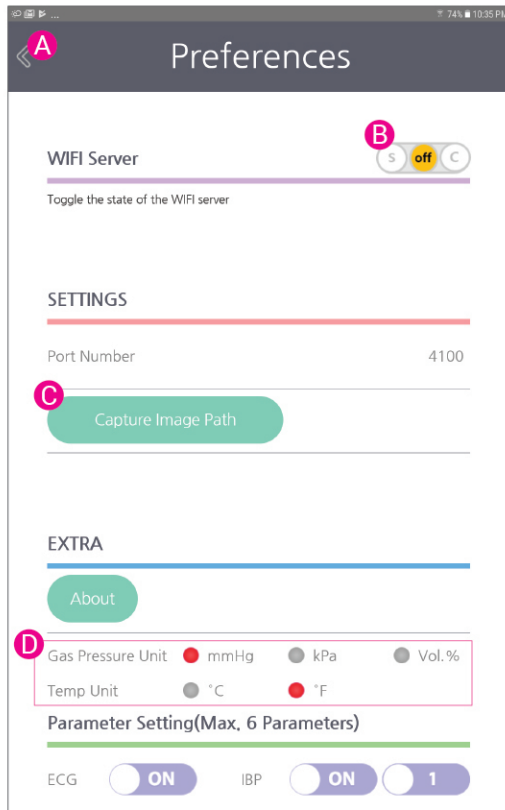 74% 10:35 PM
A
Preferences
B
WIFI Server S off C
Toggle the state of the WIFI server
SETTINGS
Port Number 4100
C
Capture Image Path
EXTRA
About
D
Gas Pressure Unit mmHg kPa Vol.%
Temp Unit °C °F
Parameter Setting(Max. 6 Parameters)
ECG ON IBP ON 1